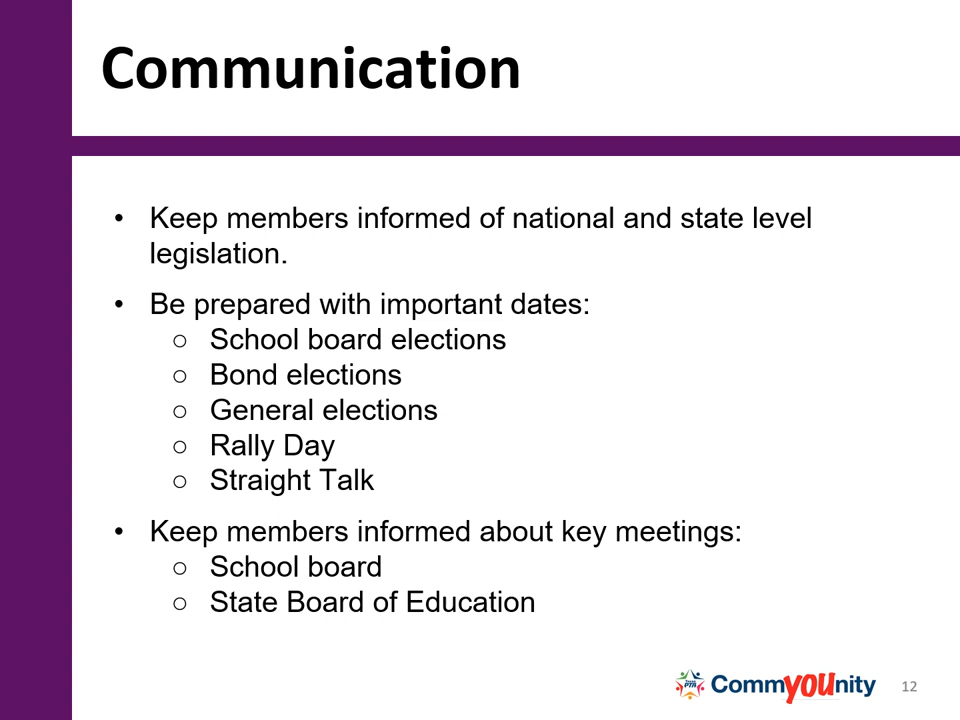 Communication
• Keep members informed of national and state level
legislation.
• Be prepared with important dates:
○ School board elections
○ Bond elections
○ General elections
○ Rally Day
○ Straight Talk
• Keep members informed about key meetings:
○ School board
○ State Board of Education
PTA
CommYOUnity
12